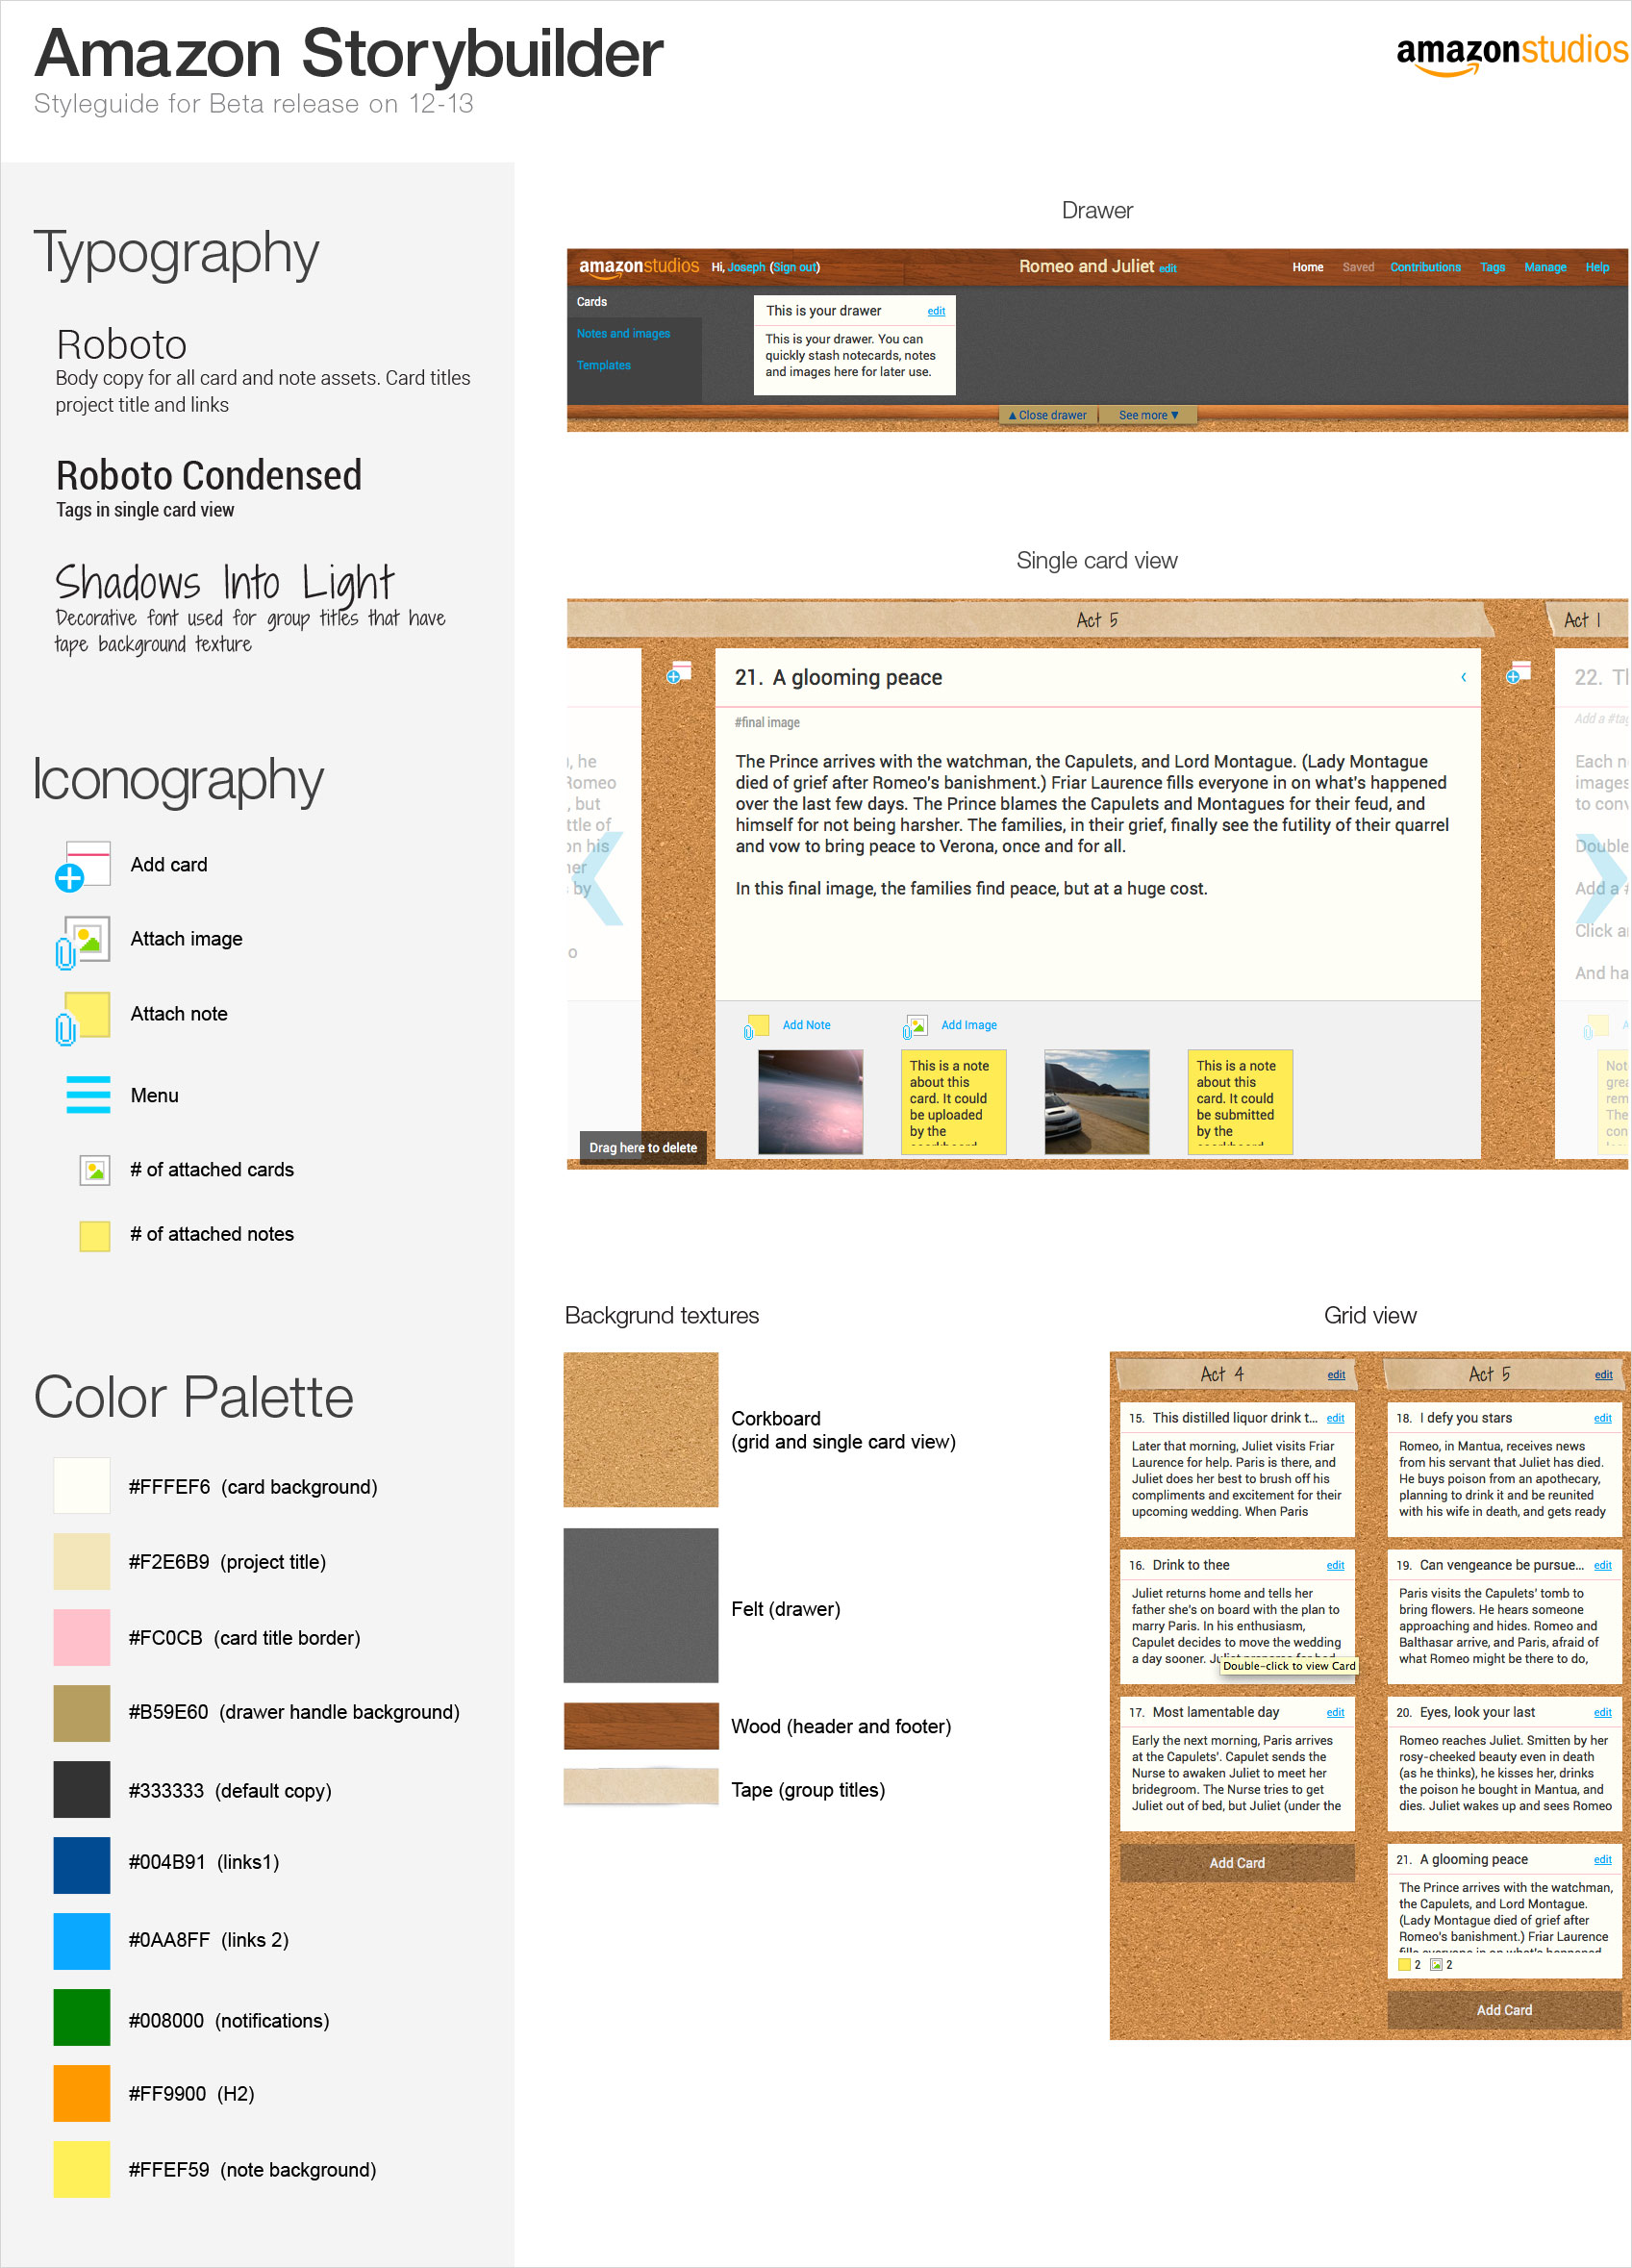 Amazon Storybuilder
Styleguide for Beta release on 12-13
amazonstudios
Typography
Roboto
Body copy for all card and note assets. Card titles
project title and links
Roboto Condensed
Tags in single card view
Shadows Into Light
Decorative font used for group titles that have
tape background texture
Iconography
Add card
Attach image
Attach note
Menu
# of attached cards
# of attached notes
Color Palette
#FFFEF6 (card background)
#F2E6B9 (project title)
#FC0CB (card title border)
#B59E60 (drawer handle background)
#333333 (default copy)
#004B91 (links1)
#0AA8FF (links 2)
#008000 (notifications)
#FF9900 (H2)
#FFEF59 (note background)
Drawer
amazonstudios Hi, Joseph (Sign out) Romeo and Juliet edit Home Saved Contributions Tags Manage Help
Cards
Notes and images
Templates
This is your drawer edit
This is your drawer. You can
quickly stash notecards, notes
and images here for later use.
▲ Close drawer See more ▼
Single card view
Act 5
Act 1
, he
Romeo
, but
ttle of
on his
her
s by
o
21. A glooming peace
#final image
The Prince arrives with the watchman, the Capulets, and Lord Montague. (Lady Montague
died of grief after Romeo's banishment.) Friar Laurence fills everyone in on what's happened
over the last few days. The Prince blames the Capulets and Montagues for their feud, and
himself for not being harsher. The families, in their grief, finally see the futility of their quarrel
and vow to bring peace to Verona, once and for all.
In this final image, the families find peace, but at a huge cost.
Add Note
Add Image
This is a note
about this
card. It could
be uploaded
by the
This is a note
about this
card. It could
be submitted
by the
Drag here to delete
22. Tl
Add a #tag
Each n
images
to conv
Double
Add a #
Click a
And ha
Not
grea
rem
The
con
Backgrund textures
Corkboard
(grid and single card view)
Felt (drawer)
Wood (header and footer)
Tape (group titles)
Grid view
Act 4 edit
15. This distilled liquor drink t... edit
Later that morning, Juliet visits Friar
Laurence for help. Paris is there, and
Juliet does her best to brush off his
compliments and excitement for their
upcoming wedding. When Paris
16. Drink to thee edit
Juliet returns home and tells her
father she's on board with the plan to
marry Paris. In his enthusiasm,
Capulet decides to move the wedding
a day sooner. Juliet prepares for bed
Double-click to view Card
17. Most lamentable day edit
Early the next morning, Paris arrives
at the Capulets'. Capulet sends the
Nurse to awaken Juliet to meet her
bridegroom. The Nurse tries to get
Juliet out of bed, but Juliet (under the
Add Card
Act 5 edit
18. I defy you stars edit
Romeo, in Mantua, receives news
from his servant that Juliet has died.
He buys poison from an apothecary,
planning to drink it and be reunited
with his wife in death, and gets ready
19. Can vengeance be pursue... edit
Paris visits the Capulets' tomb to
bring flowers. He hears someone
approaching and hides. Romeo and
Balthasar arrive, and Paris, afraid of
what Romeo might be there to do,
20. Eyes, look your last edit
Romeo reaches Juliet. Smitten by her
rosy-cheeked beauty even in death
(as he thinks), he kisses her, drinks
the poison he bought in Mantua, and
dies. Juliet wakes up and sees Romeo
21. A glooming peace edit
The Prince arrives with the watchman,
the Capulets, and Lord Montague.
(Lady Montague died of grief after
Romeo's banishment.) Friar Laurence
fills everyone in on what's happened
2 2
Add Card